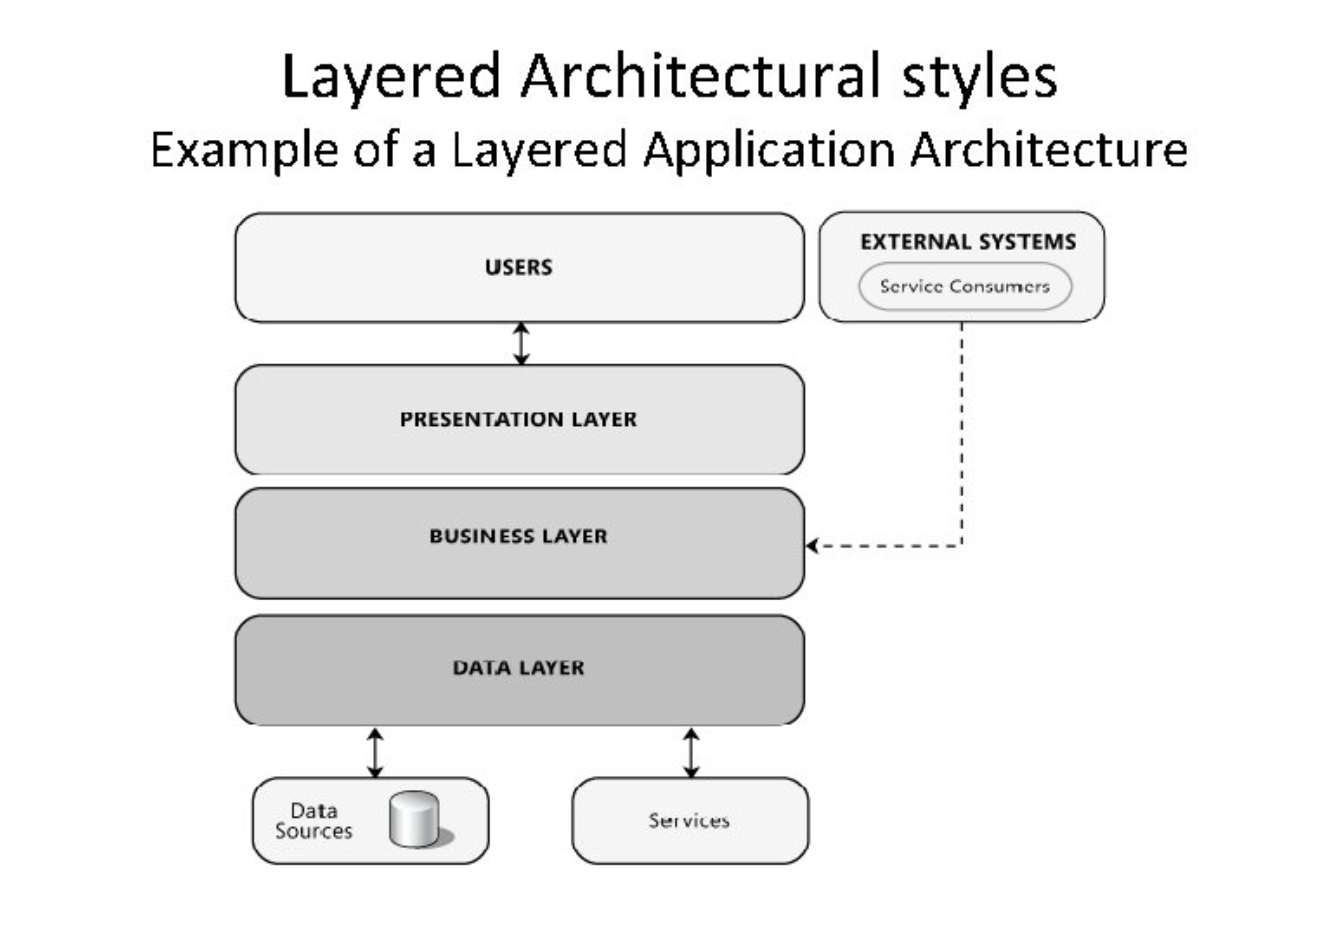 Layered Architectural styles
Example of a Layered Application Architecture
USERS
EXTERNAL SYSTEMS
Service Consumers
PRESENTATION LAYER
BUSINESS LAYER
DATA LAYER
Data
Sources
Services